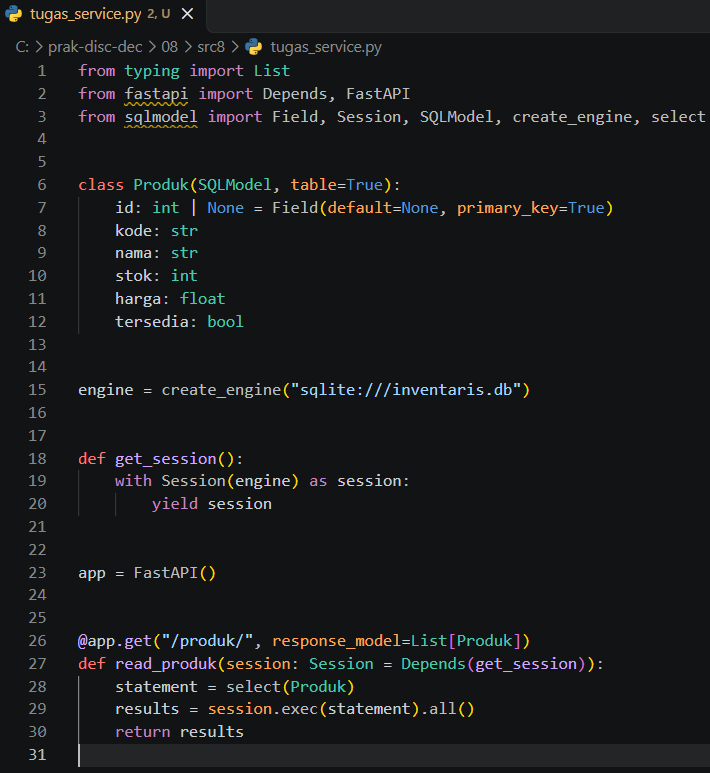 tugas_service.py 2, U
C: > prak-disc-dec > 08 > src8 > tugas_service.py
1 from typing import List
2 from fastapi import Depends, FastAPI
3 from sqlmodel import Field, Session, SQLModel, create_engine, select
4
5
6 class Produk(SQLModel, table=True):
7     id: int | None = Field(default=None, primary_key=True)
8     kode: str
9     nama: str
10     stok: int
11     harga: float
12     tersedia: bool
13
14
15 engine = create_engine("sqlite:///inventaris.db")
16
17
18 def get_session():
19     with Session(engine) as session:
20         yield session
21
22
23 app = FastAPI()
24
25
26 @app.get("/produk/", response_model=List[Produk])
27 def read_produk(session: Session = Depends(get_session)):
28     statement = select(Produk)
29     results = session.exec(statement).all()
30     return results
31